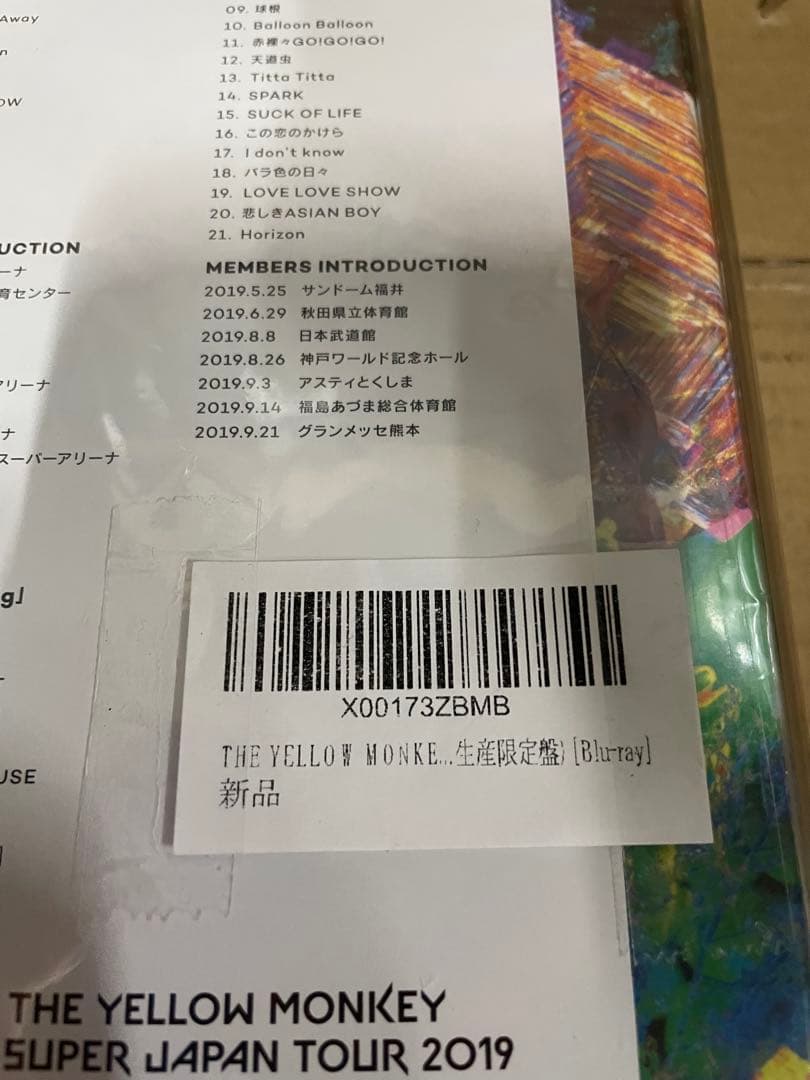 Away
n
OW
UCTION
ーナ
育センター
アリーナ
ナ
スーパーアリーナ
g」
USE
09. 球根
10. Balloon Balloon
11. 赤裸々GO!GO!GO!
12. 天道虫
13. Titta Titta
14. SPARK
15. SUCK OF LIFE
16. この恋のかけら
17. I don't know
18. バラ色の日々
19. LOVE LOVE SHOW
20. 悲しきASIAN BOY
21. Horizon
MEMBERS INTRODUCTION
2019.5.25 サンドーム福井
2019.6.29 秋田県立体育館
2019.8.8 日本武道館
2019.8.26 神戸ワールド記念ホール
2019.9.3 アスティとくしま
2019.9.14 福島あづま総合体育館
2019.9.21 グランメッセ熊本
X00173ZBMB
THE YELLOW MONKE...生産限定盤) [Blu-ray]
新品
THE YELLOW MONKEY
SUPER JAPAN TOUR 2019